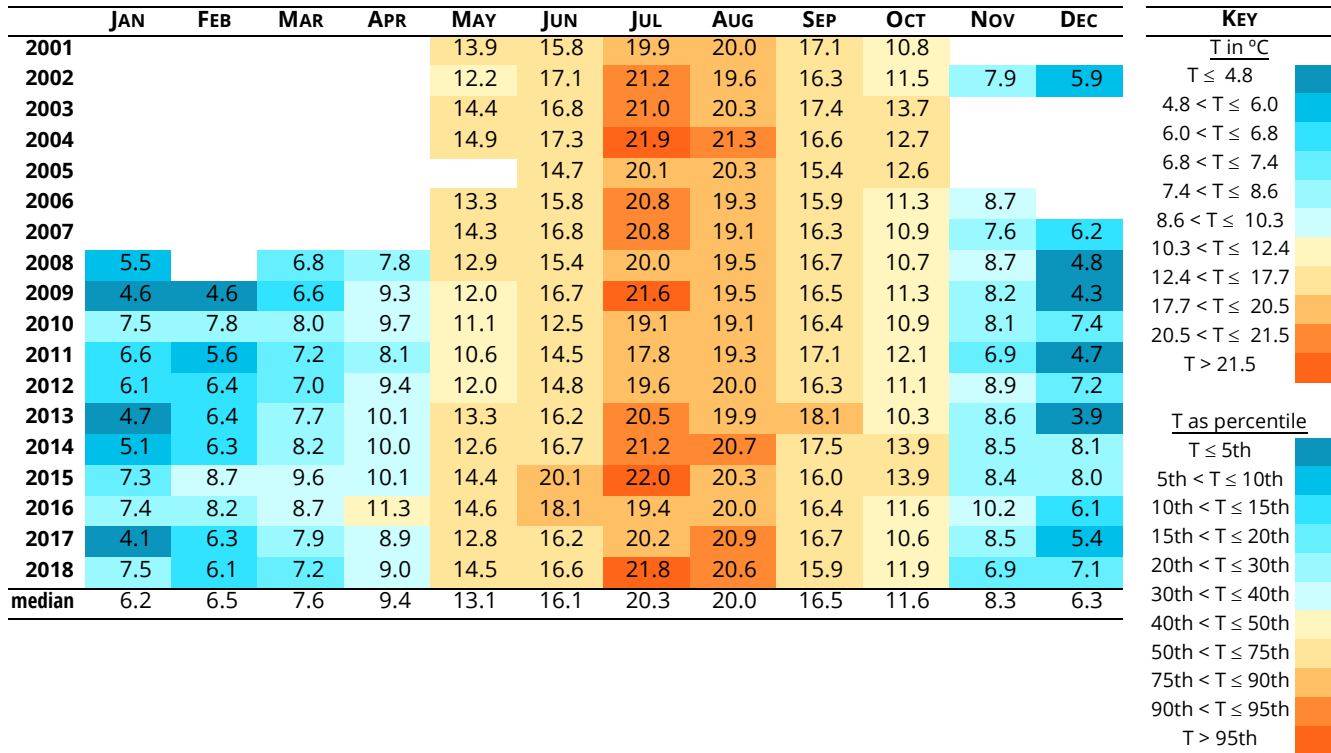 JAN FEB MAR APR MAY JUN JUL AUG SEP OCT NOV DEC KEY
2001 13.9 15.8 19.9 20.0 17.1 10.8 T in ºC
2002 12.2 17.1 21.2 19.6 16.3 11.5 7.9 5.9 T ≤ 4.8
2003 14.4 16.8 21.0 20.3 17.4 13.7 4.8 < T ≤ 6.0
2004 14.9 17.3 21.9 21.3 16.6 12.7 6.0 < T ≤ 6.8
2005 14.7 20.1 20.3 15.4 12.6 6.8 < T ≤ 7.4
2006 13.3 15.8 20.8 19.3 15.9 11.3 8.7 7.4 < T ≤ 8.6
2007 14.3 16.8 20.8 19.1 16.3 10.9 7.6 6.2 8.6 < T ≤ 10.3
2008 5.5 6.8 7.8 12.9 15.4 20.0 19.5 16.7 10.7 8.7 4.8 10.3 < T ≤ 12.4
2009 4.6 4.6 6.6 9.3 12.0 16.7 21.6 19.5 16.5 11.3 8.2 4.3 12.4 < T ≤ 17.7
2010 7.5 7.8 8.0 9.7 11.1 12.5 19.1 19.1 16.4 10.9 8.1 7.4 17.7 < T ≤ 20.5
2011 6.6 5.6 7.2 8.1 10.6 14.5 17.8 19.3 17.1 12.1 6.9 4.7 20.5 < T ≤ 21.5
2012 6.1 6.4 7.0 9.4 12.0 14.8 19.6 20.0 16.3 11.1 8.9 7.2 T > 21.5
2013 4.7 6.4 7.7 10.1 13.3 16.2 20.5 19.9 18.1 10.3 8.6 3.9 T as percentile
2014 5.1 6.3 8.2 10.0 12.6 16.7 21.2 20.7 17.5 13.9 8.5 8.1 T ≤ 5th
2015 7.3 8.7 9.6 10.1 14.4 20.1 22.0 20.3 16.0 13.9 8.4 8.0 5th < T ≤ 10th
2016 7.4 8.2 8.7 11.3 14.6 18.1 19.4 20.0 16.4 11.6 10.2 6.1 10th < T ≤ 15th
2017 4.1 6.3 7.9 8.9 12.8 16.2 20.2 20.9 16.7 10.6 8.5 5.4 15th < T ≤ 20th
2018 7.5 6.1 7.2 9.0 14.5 16.6 21.8 20.6 15.9 11.9 6.9 7.1 20th < T ≤ 30th
median 6.2 6.5 7.6 9.4 13.1 16.1 20.3 20.0 16.5 11.6 8.3 6.3 30th < T ≤ 40th
40th < T ≤ 50th
50th < T ≤ 75th
75th < T ≤ 90th
90th < T ≤ 95th
T > 95th